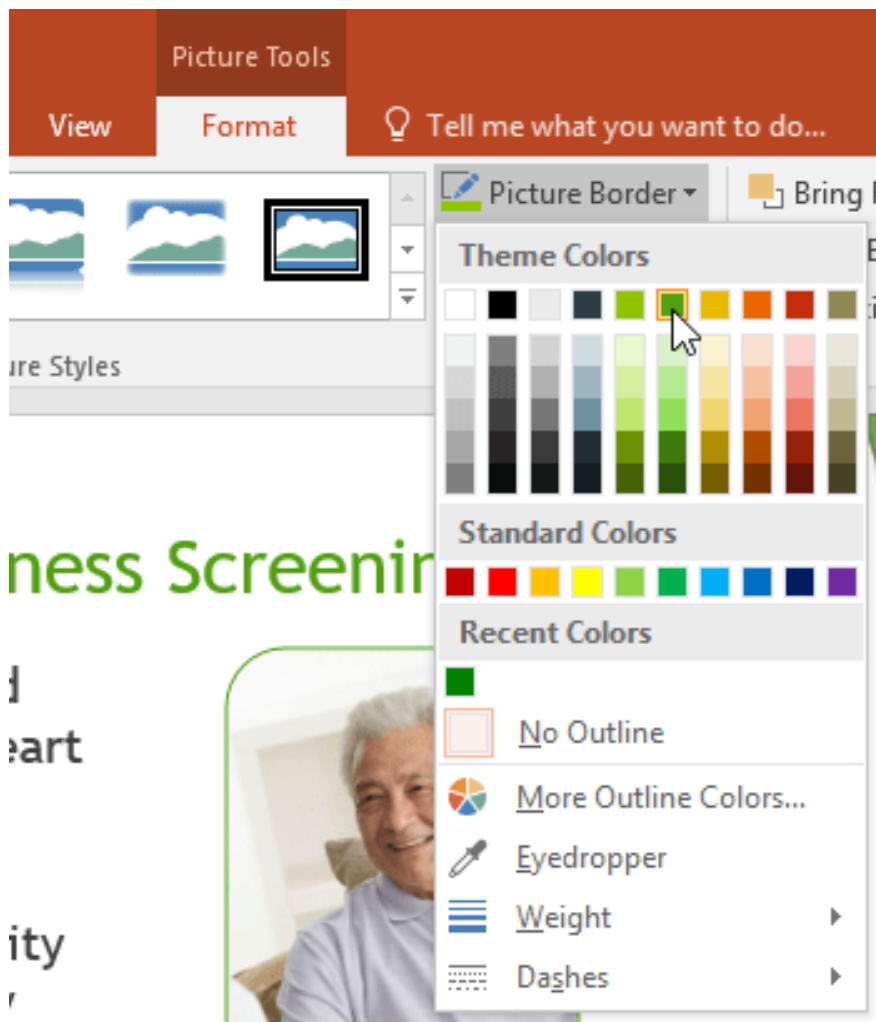 Picture Tools
View
Format
Tell me what you want to do...
Picture Border
Bring
Theme Colors
ure Styles
Standard Colors
ness Screenin
Recent Colors
No Outline
eart
More Outline Colors...
Eyedropper
Weight
ity
Dashes